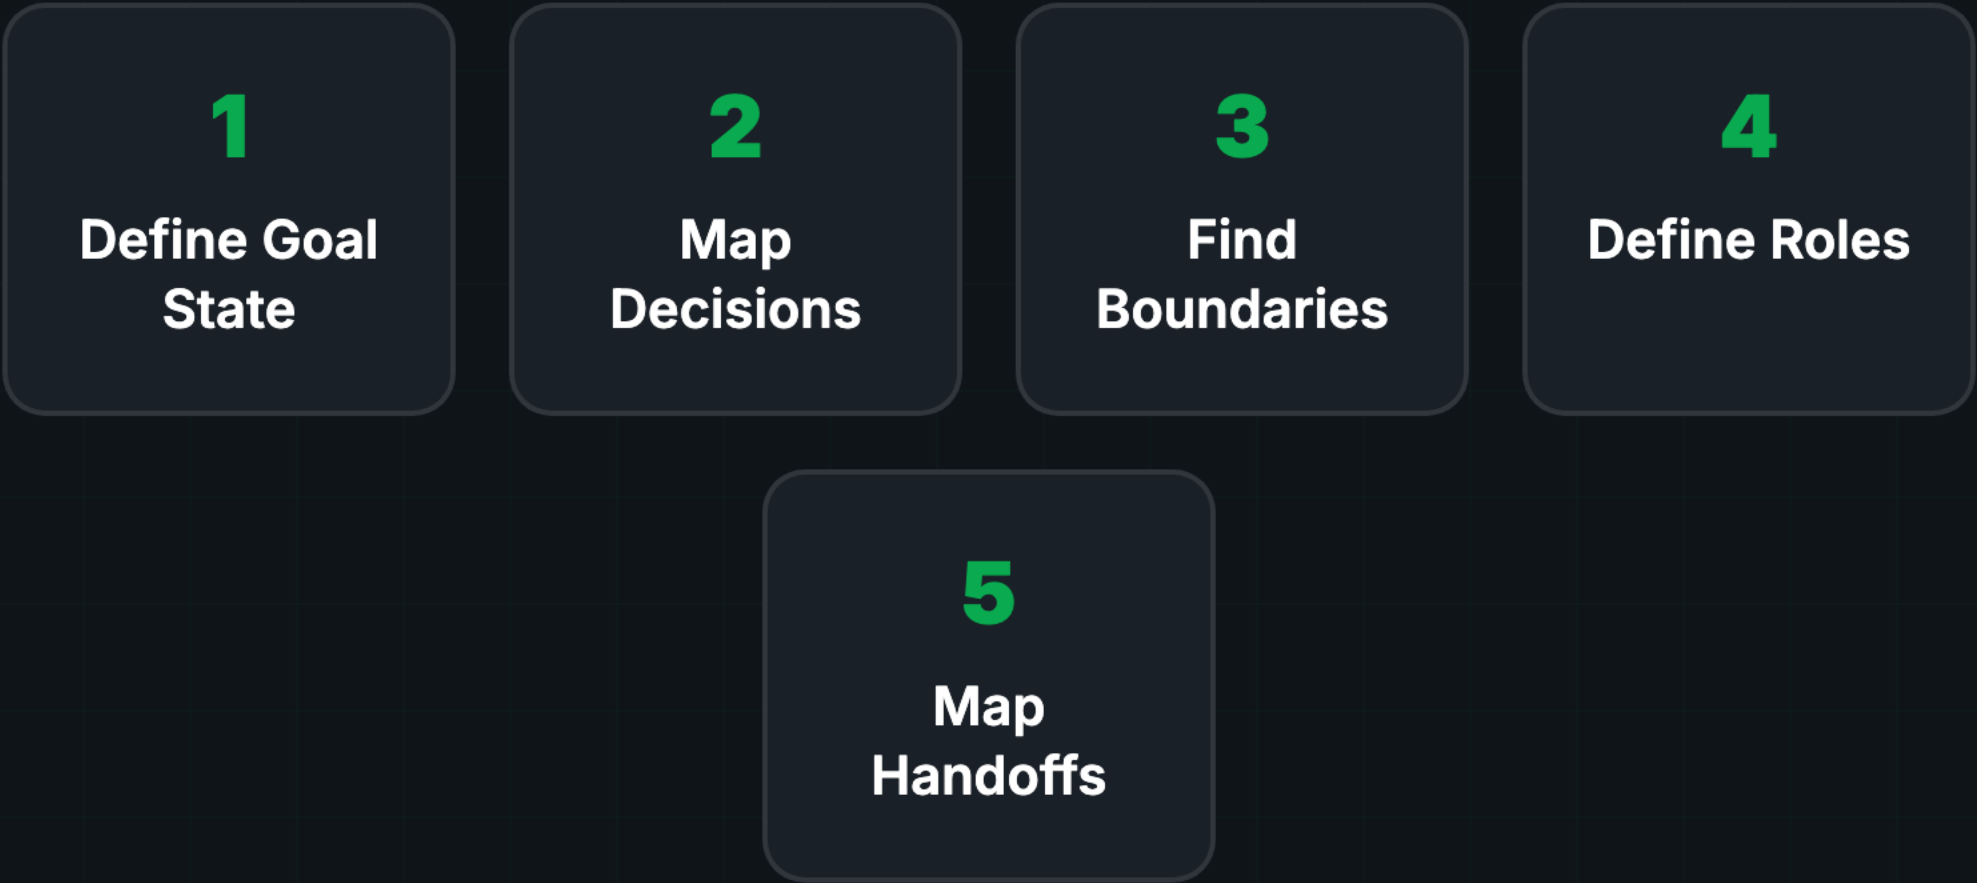 1
Define Goal
State
2
Map
Decisions
3
Find
Boundaries
4
Define Roles
5
Map
Handoffs